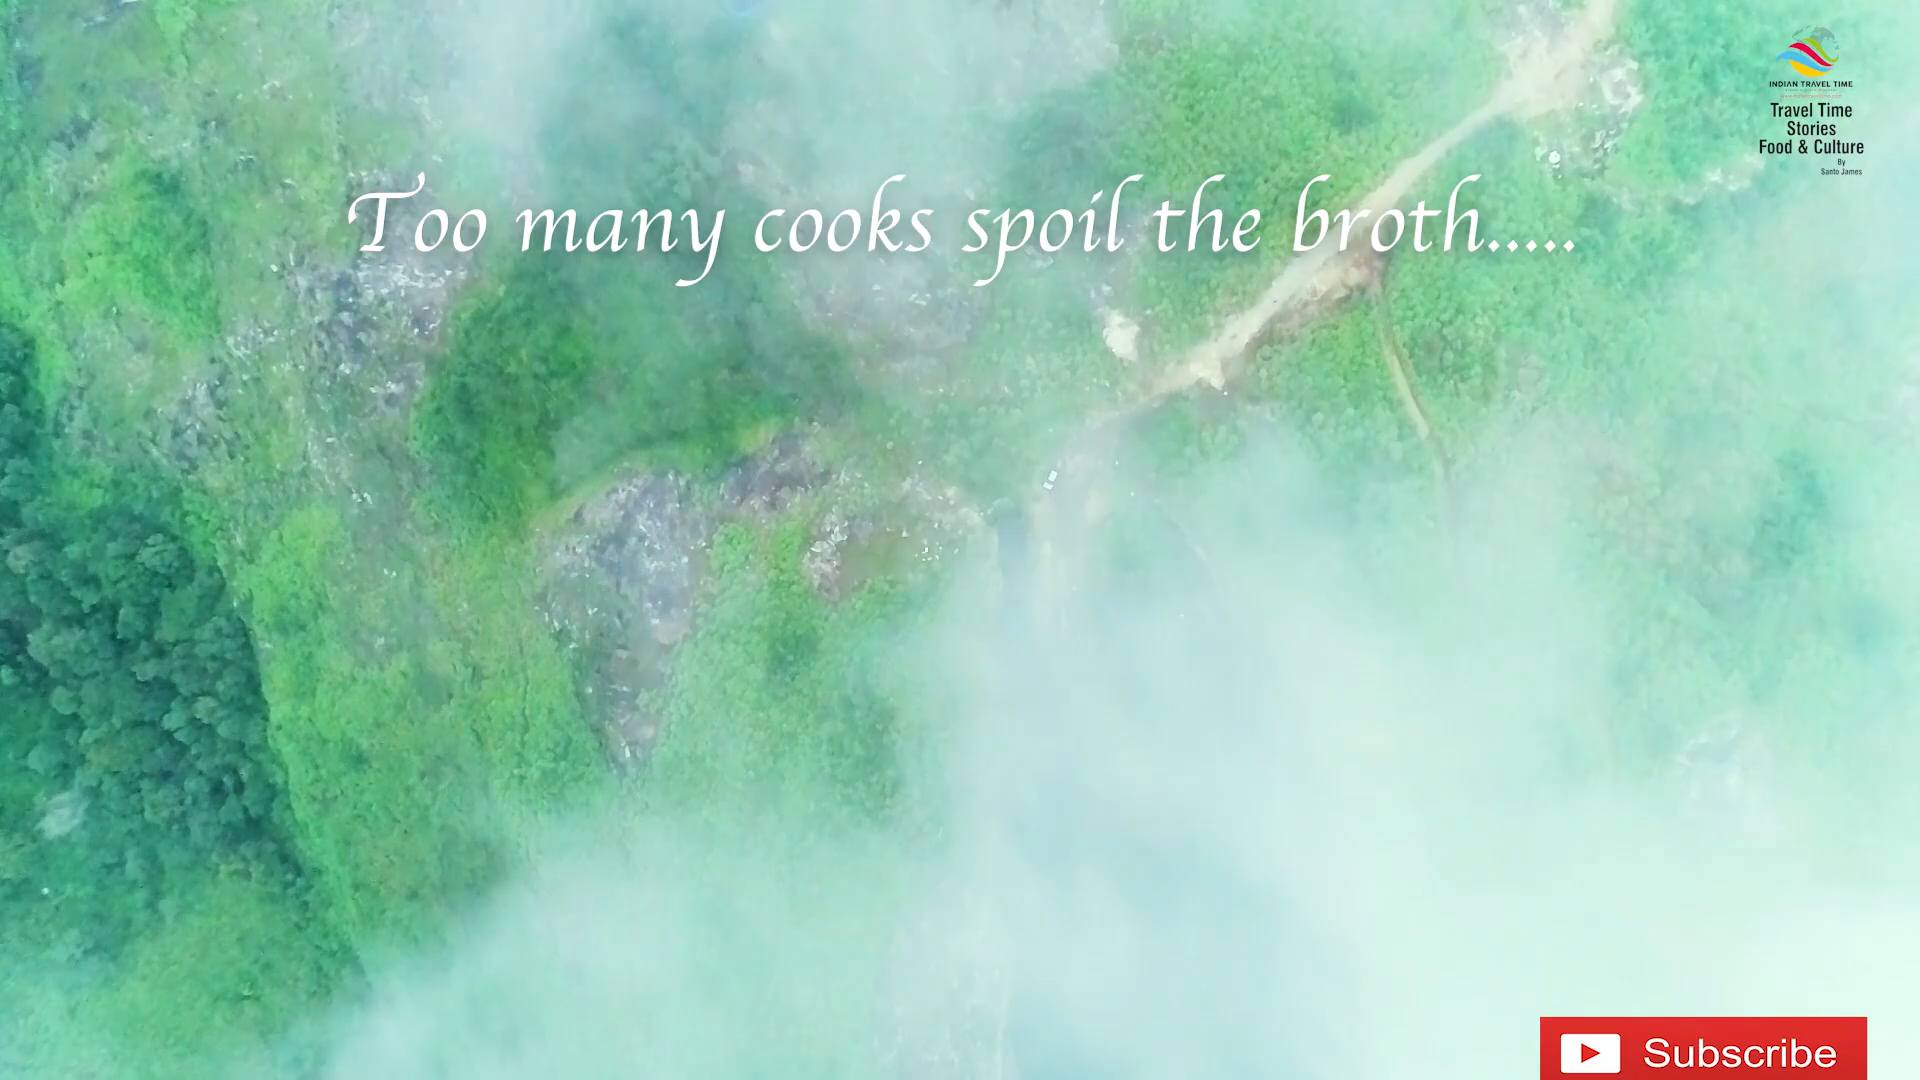 Too many cooks spoil the broth.....
INDIAN TRAVEL TIME
Travel Time
Stories
Food & Culture
By
Santo James
Subscribe